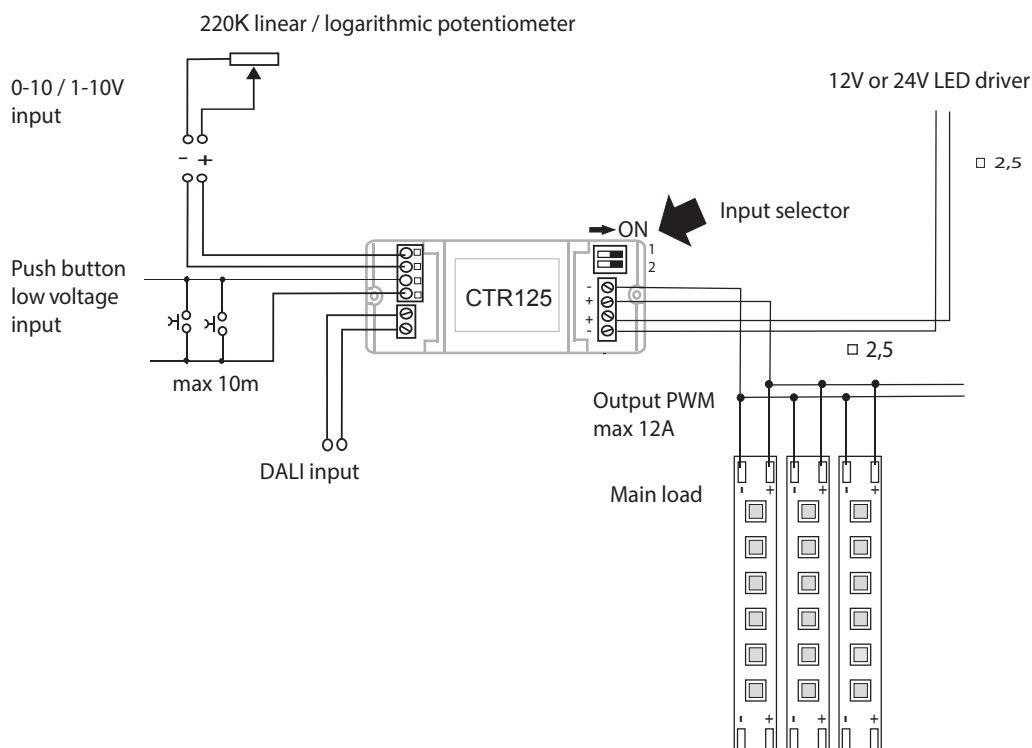 220K linear / logarithmic potentiometer
0-10 / 1-10V
input
12V or 24V LED driver
- +
□ 2,5
Input selector
ON
1
2
Push button
low voltage
input
CTR125
-
+
+
-
max 10m
□ 2,5
Output PWM
max 12A
DALI input
Main load
- + - + - +
- + - + - +